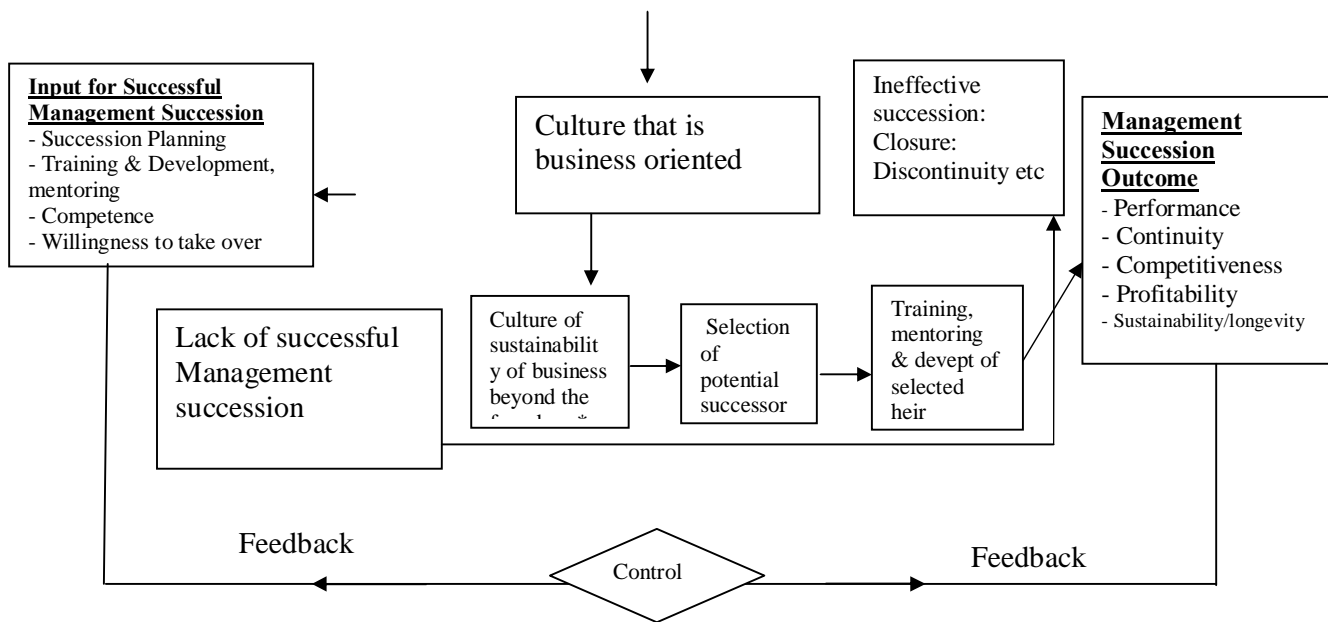 Input for Successful
Management Succession
- Succession Planning
- Training & Development,
mentoring
- Competence
- Willingness to take over
Culture that is
business oriented
Ineffective
succession:
Closure:
Discontinuity etc
Management
Succession
Outcome
- Performance
- Continuity
- Competitiveness
- Profitability
- Sustainability/longevity
Lack of successful
Management
succession
Culture of
sustainabilit
y of business
beyond the
Selection
of
potential
successor
Training,
mentoring
& devept of
selected
heir
Feedback
Control
Feedback